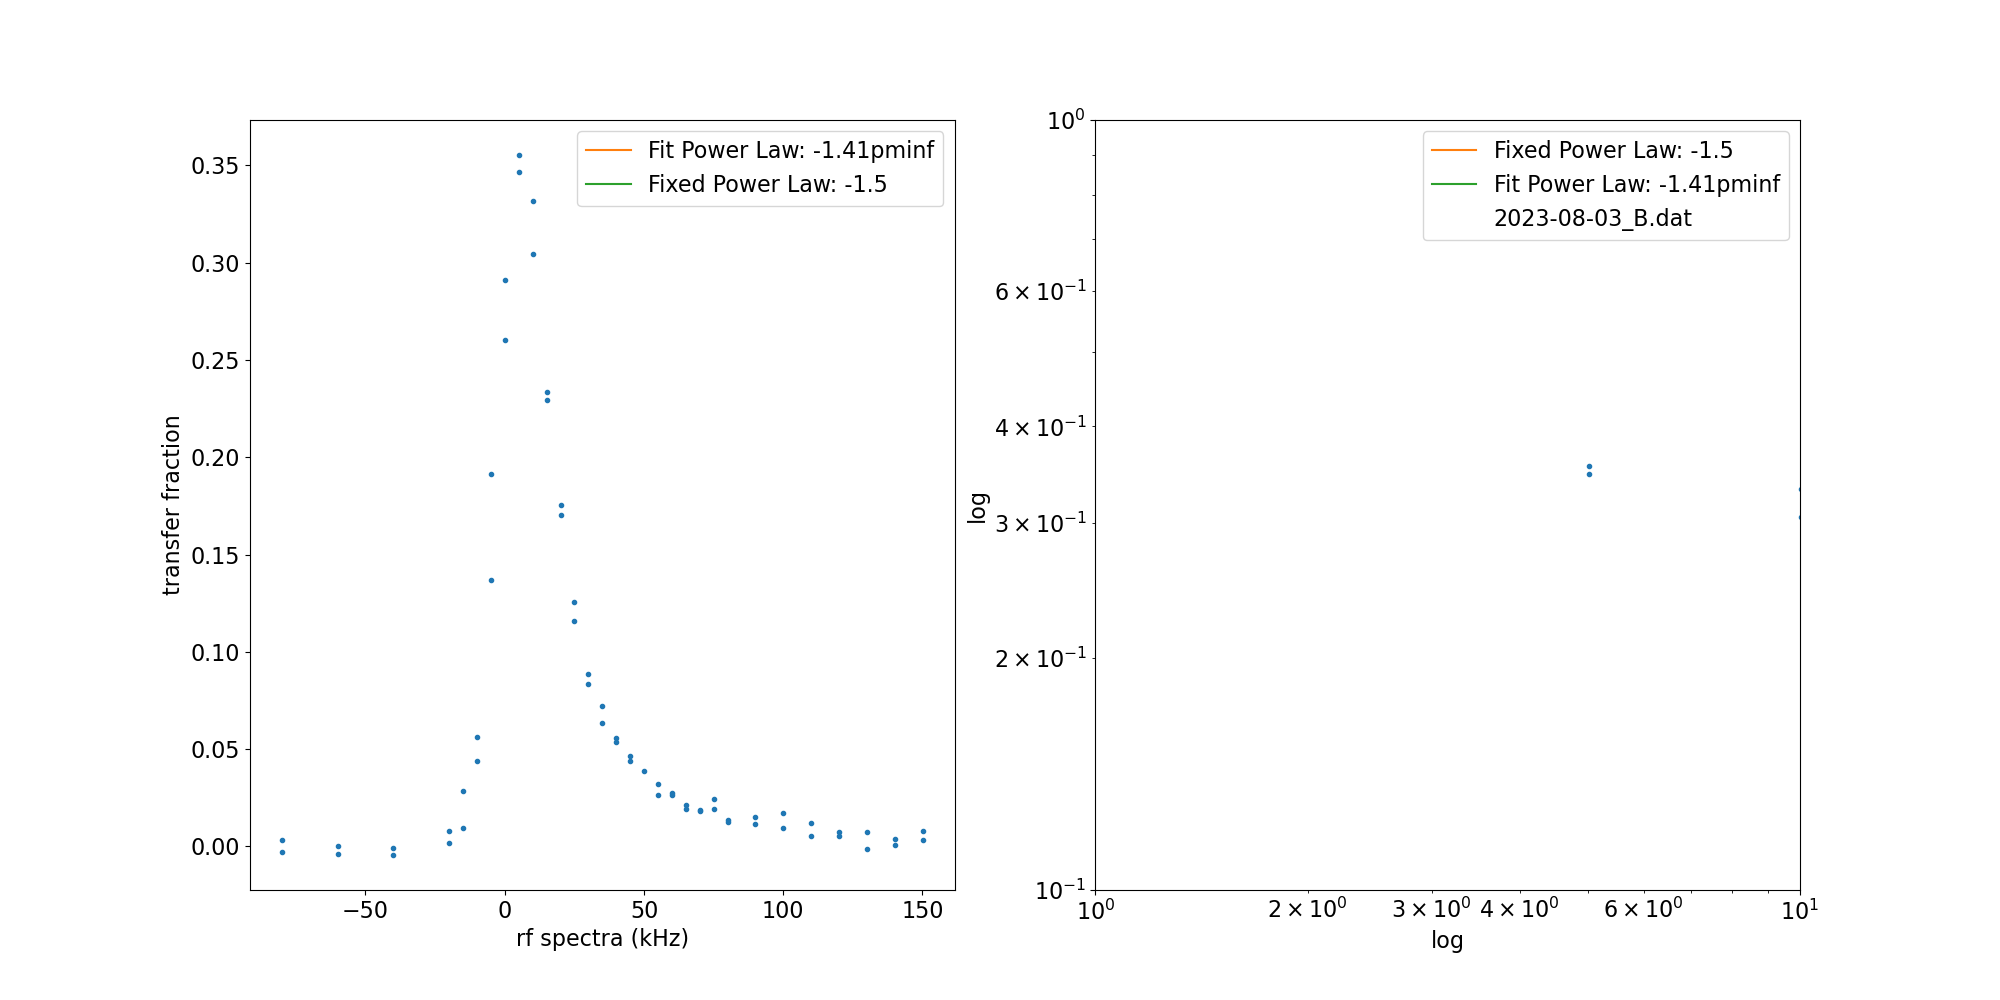 Fit Power Law: -1.41pminf
Fixed Power Law: -1.5
0.35
0.30
0.25
0.20
0.15
0.10
0.05
0.00
transfer fraction
−50 0 50 100 150
rf spectra (kHz)
Fixed Power Law: -1.5
Fit Power Law: -1.41pminf
2023-08-03_B.dat
10⁰
6 × 10⁻¹
4 × 10⁻¹
3 × 10⁻¹
2 × 10⁻¹
10⁻¹
log
10⁰ 2 × 10⁰ 3 × 10⁰ 4 × 10⁰ 6 × 10⁰ 10¹
log